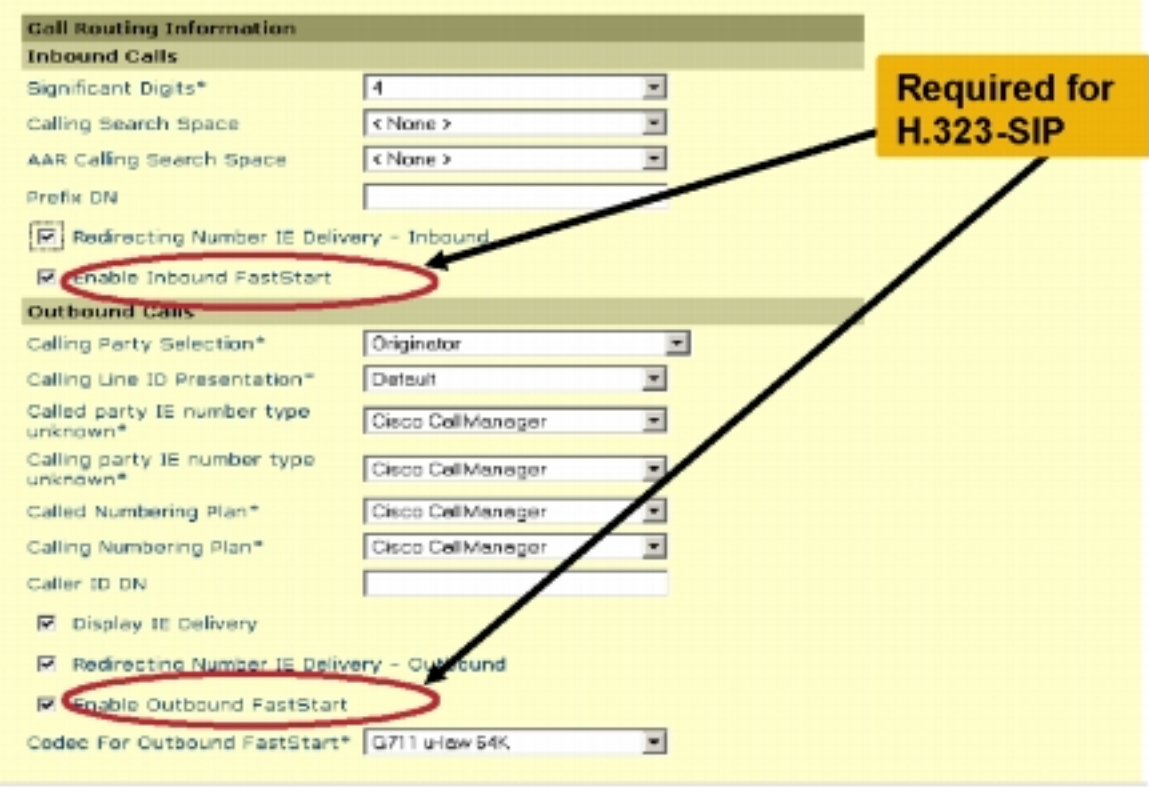 Call Routing Information
Inbound Calls
Required for
H.323-SIP
Significant Digits* 4
Calling Search Space < None >
AAR Calling Search Space < None >
Prefix DN
Redirecting Number IE Delivery - Inbound
Enable Inbound FastStart
Outbound Calls
Calling Party Selection* Originator
Calling Line ID Presentation* Default
Called party IE number type
unknown* Cisco CallManager
Calling party IE number type
unknown* Cisco CallManager
Called Numbering Plan* Cisco CallManager
Calling Numbering Plan* Cisco CallManager
Caller ID DN
Display IE Delivery
Redirecting Number IE Delivery - Outbound
Enable Outbound FastStart
Codec For Outbound FastStart* G711 u-law 64K